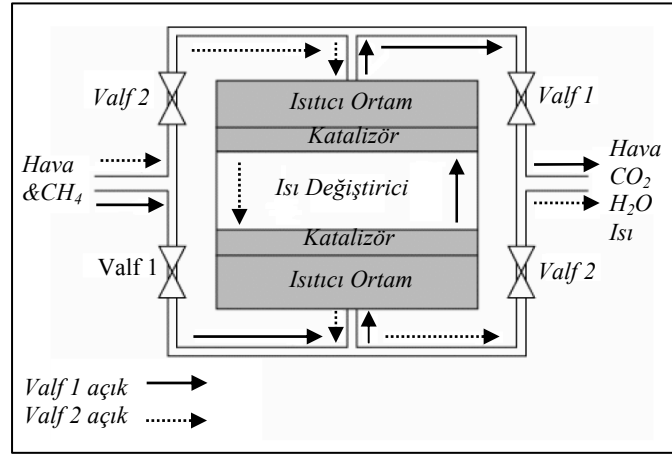 Isıtıcı Ortam
Valf 2
Valf 1
Katalizör
Hava
&CH4
Isı Değiştirici
Hava
CO2
H2O
Isı
Katalizör
Valf 1
Isıtıcı Ortam
Valf 2
Valf 1 açık
Valf 2 açık